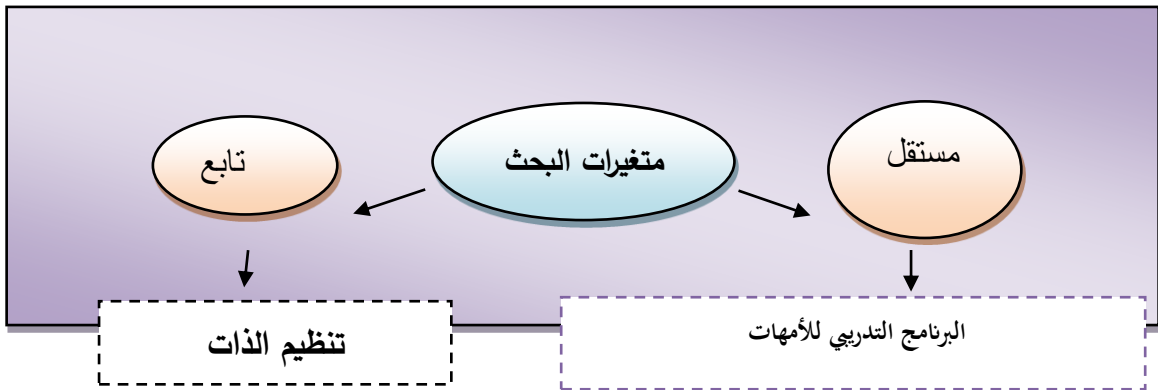 متغيرات البحث
مستقل
تابع
البرنامج التدريبي للأمهات
تنظيم الذات